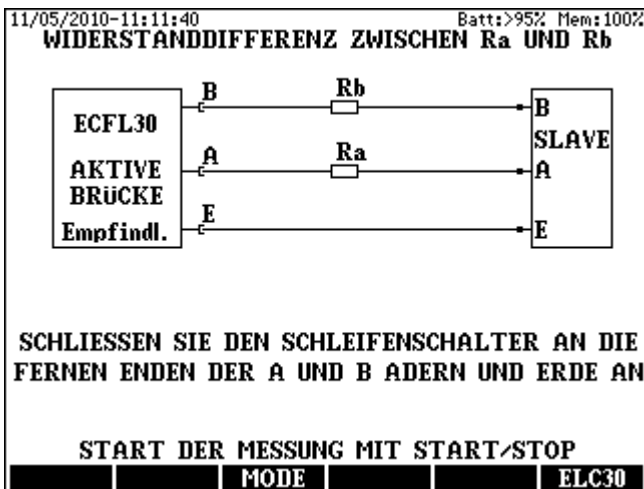 11/05/2010-11:11:40 Batt:>95% Mem:100%
WIDERSTANDDIFFERENZ ZWISCHEN Ra UND Rb
B Rb B
ECFL30 SLAVE
A Ra A
AKTIVE
BRüCKE
E E
Empfindl.
SCHLIESSEN SIE DEN SCHLEIFENSCHALTER AN DIE
FERNEN ENDEN DER A UND B ADERN UND ERDE AN
START DER MESSUNG MIT START/STOP
MODE ELC30